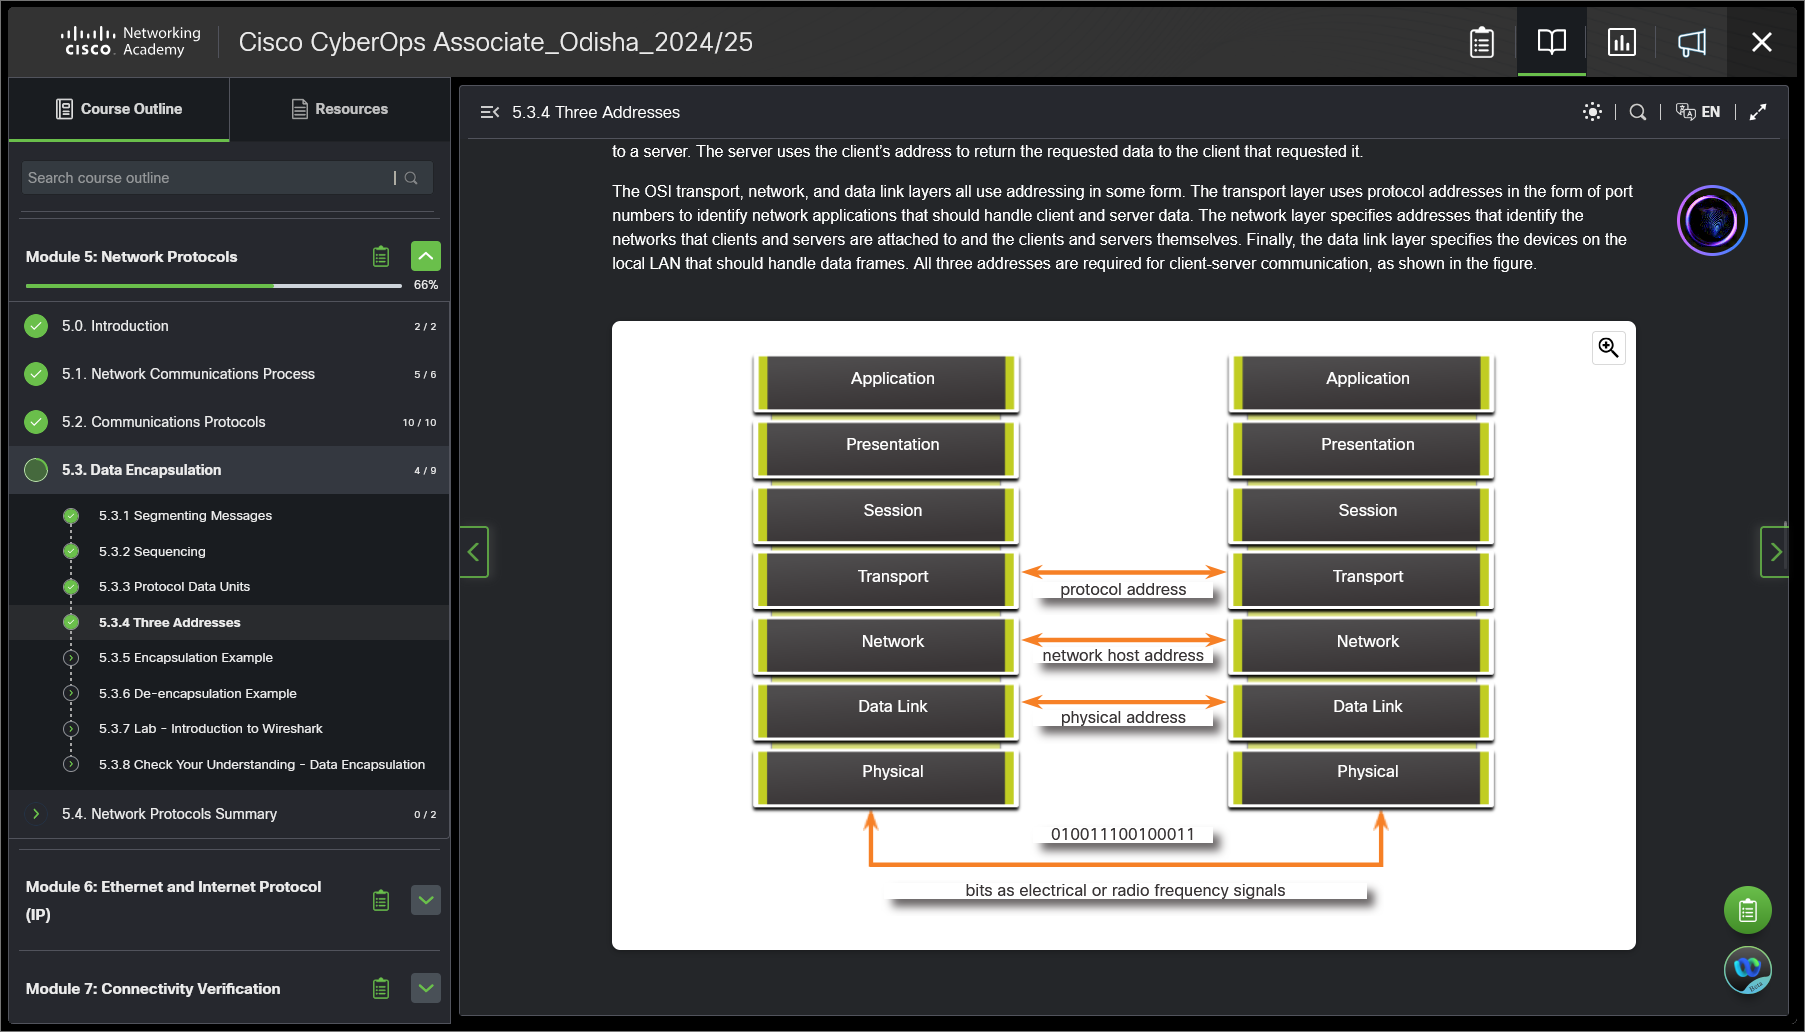 Networking
CISCO Academy
Cisco CyberOps Associate_Odisha_2024/25
Course Outline
Resources
Search course outline
Module 5: Network Protocols
66%
5.0. Introduction 2 / 2
5.1. Network Communications Process 5 / 6
5.2. Communications Protocols 10 / 10
5.3. Data Encapsulation 4 / 9
5.3.1 Segmenting Messages
5.3.2 Sequencing
5.3.3 Protocol Data Units
5.3.4 Three Addresses
5.3.5 Encapsulation Example
5.3.6 De-encapsulation Example
5.3.7 Lab - Introduction to Wireshark
5.3.8 Check Your Understanding - Data Encapsulation
5.4. Network Protocols Summary 0 / 2
Module 6: Ethernet and Internet Protocol
(IP)
Module 7: Connectivity Verification
5.3.4 Three Addresses
EN
to a server. The server uses the client's address to return the requested data to the client that requested it.
The OSI transport, network, and data link layers all use addressing in some form. The transport layer uses protocol addresses in the form of port
numbers to identify network applications that should handle client and server data. The network layer specifies addresses that identify the
networks that clients and servers are attached to and the clients and servers themselves. Finally, the data link layer specifies the devices on the
local LAN that should handle data frames. All three addresses are required for client-server communication, as shown in the figure.
Application Application
Presentation Presentation
Session Session
Transport Transport
protocol address
Network Network
network host address
Data Link Data Link
physical address
Physical Physical
010011100100011
bits as electrical or radio frequency signals
Beta